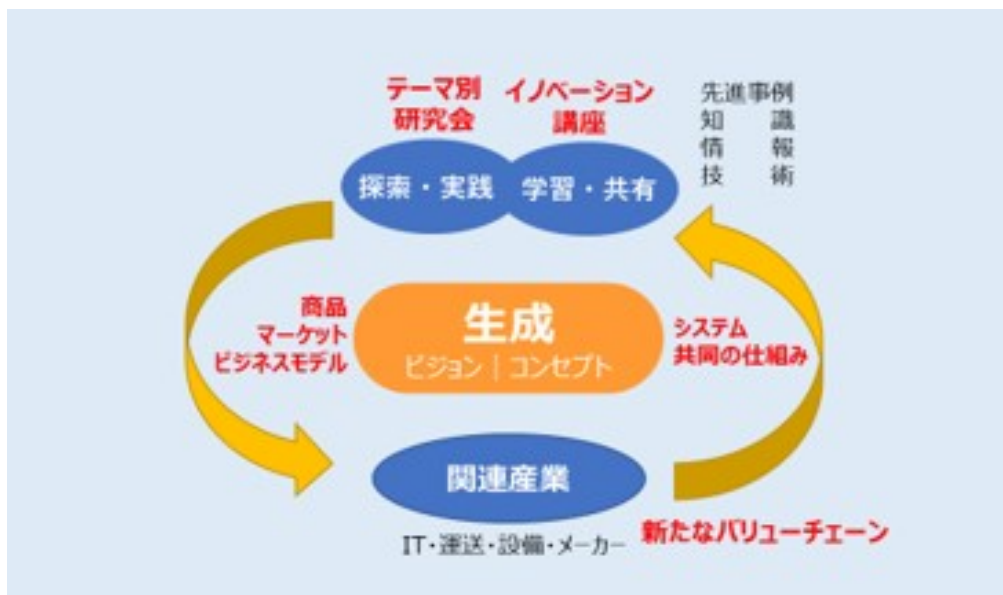 テーマ別
研究会
イノベーション
講座
先進事例
知識
情報
技術
探索・実践
学習・共有
商品
マーケット
ビジネスモデル
生成
ビジョン｜コンセプト
システム
共同の仕組み
関連産業
IT・運送・設備・メーカー
新たなバリューチェーン